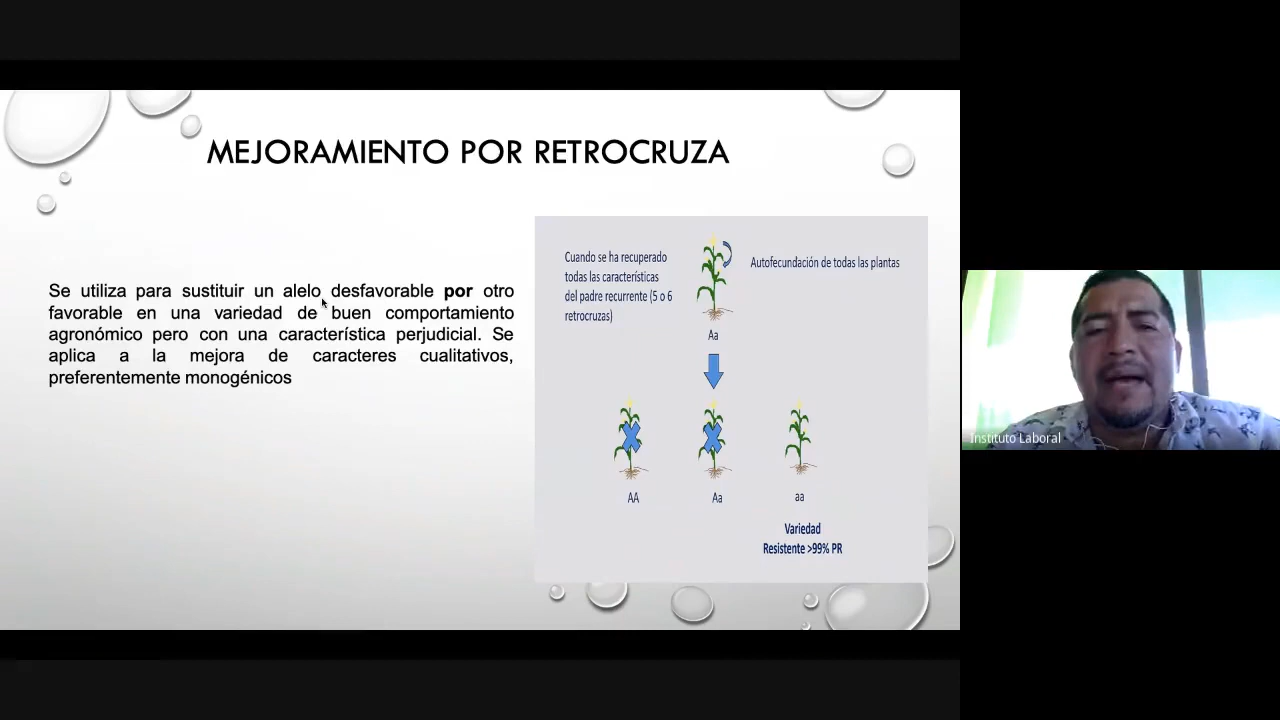 MEJORAMIENTO POR RETROCRUZA
Se utiliza para sustituir un alelo desfavorable por otro
favorable en una variedad de buen comportamiento
agronómico pero con una característica perjudicial. Se
aplica a la mejora de caracteres cualitativos,
preferentemente monogénicos
Cuando se ha recuperado
todas las características
del padre recurrente (5 o 6
retrocruzas)
Autofecundación de todas las plantas
Aa
AA
Aa
aa
Variedad
Resistente >99% PR
Instituto Laboral